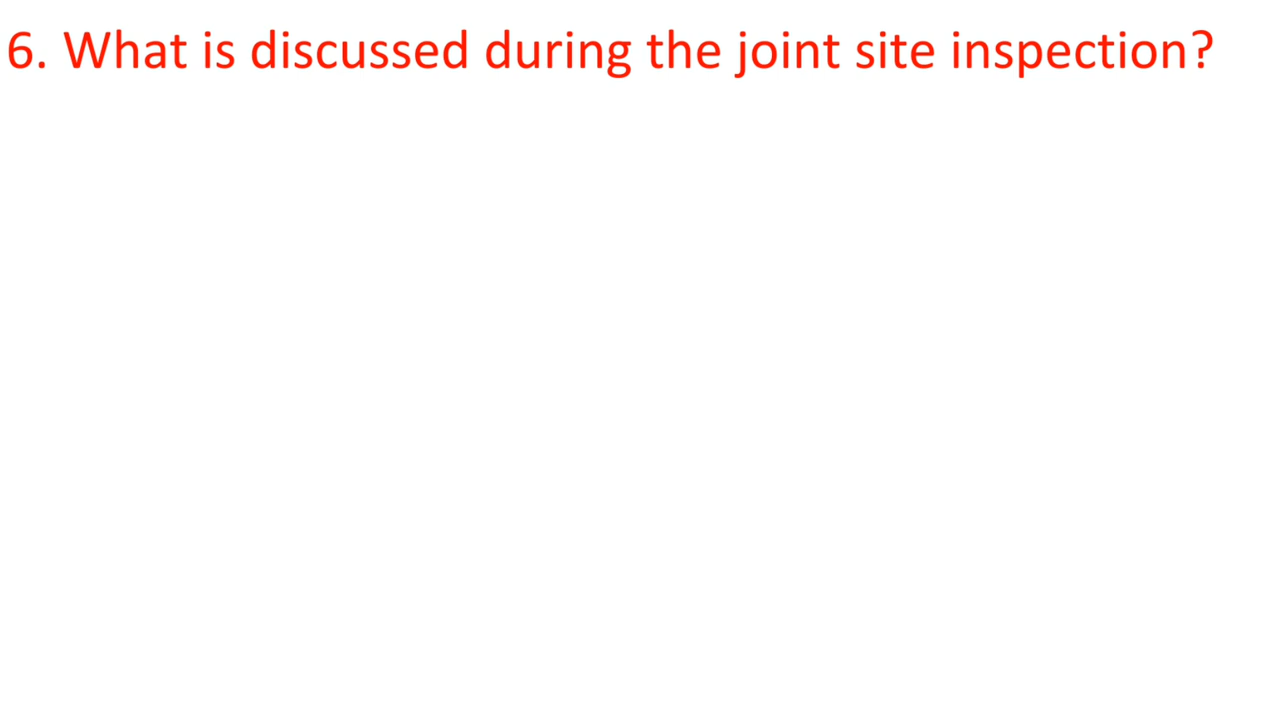 6. What is discussed during the joint site inspection?